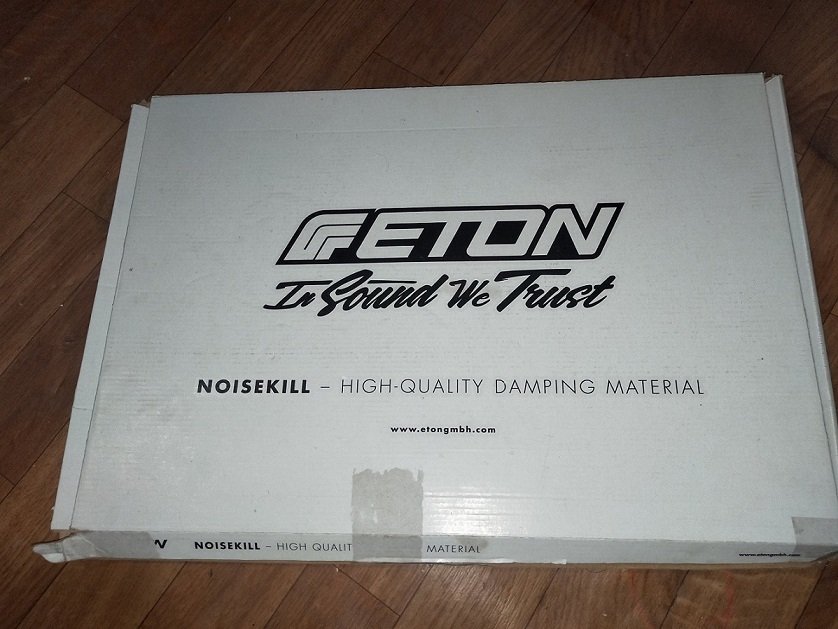 ETON
In Sound We Trust
NOISEKILL – HIGH-QUALITY DAMPING MATERIAL
www.etongmbh.com
N NOISEKILL – HIGH QUALIT MATERIAL
www.etongmbh.com